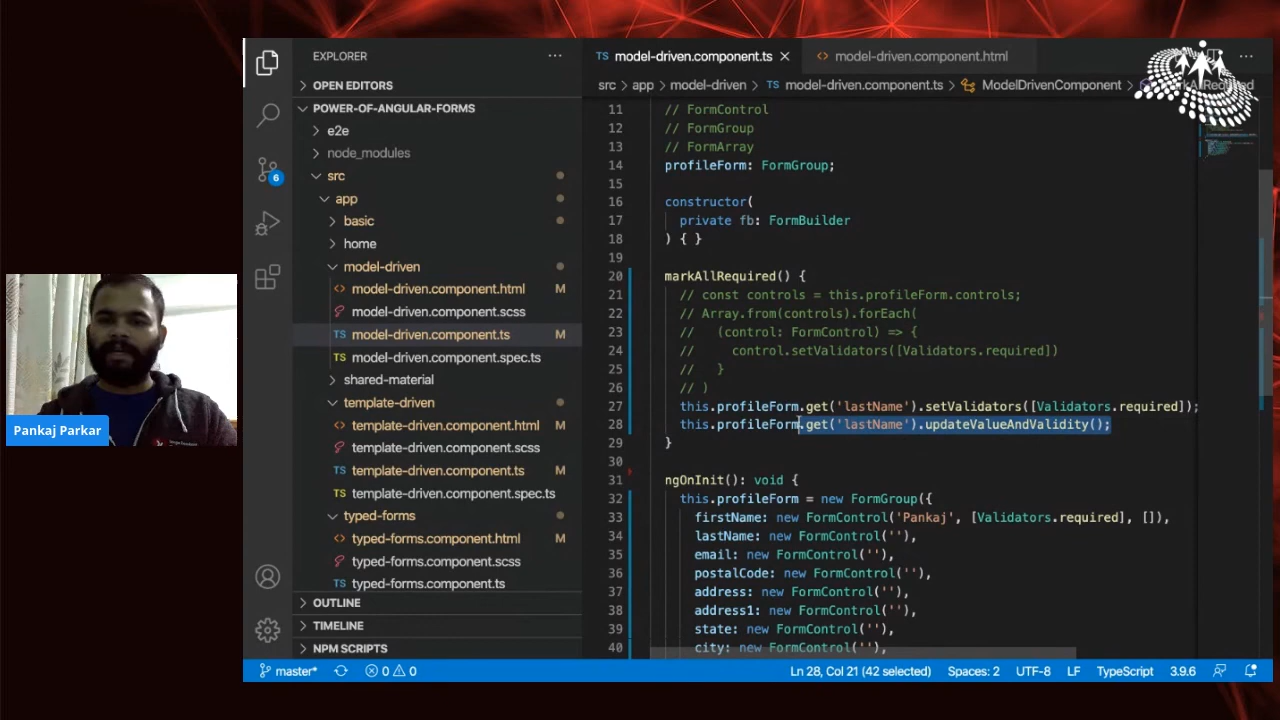 EXPLORER
OPEN EDITORS
POWER-OF-ANGULAR-FORMS
e2e
node_modules
src
app
basic
home
model-driven
model-driven.component.html M
model-driven.component.scss
model-driven.component.ts M
model-driven.component.spec.ts
shared-material
template-driven
template-driven.component.html M
template-driven.component.scss
template-driven.component.ts M
template-driven.component.spec.ts
typed-forms
typed-forms.component.html M
typed-forms.component.scss
TS typed-forms.component.ts
OUTLINE
TIMELINE
NPM SCRIPTS
6
TS model-driven.component.ts
model-driven.component.html
src > app > model-driven > TS model-driven.component.ts > ModelDrivenComponent >
11 // FormControl
12 // FormGroup
13 // FormArray
14 profileForm: FormGroup;
15
16 constructor(
17 private fb: FormBuilder
18 ) { }
19
20 markAllRequired() {
21 // const controls = this.profileForm.controls;
22 // Array.from(controls).forEach(
23 // (control: FormControl) => {
24 // control.setValidators([Validators.required])
25 // }
26 // )
27 this.profileForm.get('lastName').setValidators([Validators.required]);
28 this.profileForm.get('lastName').updateValueAndValidity();
29 }
30
31 ngOnInit(): void {
32 this.profileForm = new FormGroup({
33 firstName: new FormControl('Pankaj', [Validators.required], []),
34 lastName: new FormControl(''),
35 email: new FormControl(''),
36 postalCode: new FormControl(''),
37 address: new FormControl(''),
38 address1: new FormControl(''),
39 state: new FormControl(''),
40 city: new FormControl(''),
Pankaj Parkar
master* 0 0 Ln 28, Col 21 (42 selected) Spaces: 2 UTF-8 LF TypeScript 3.9.6